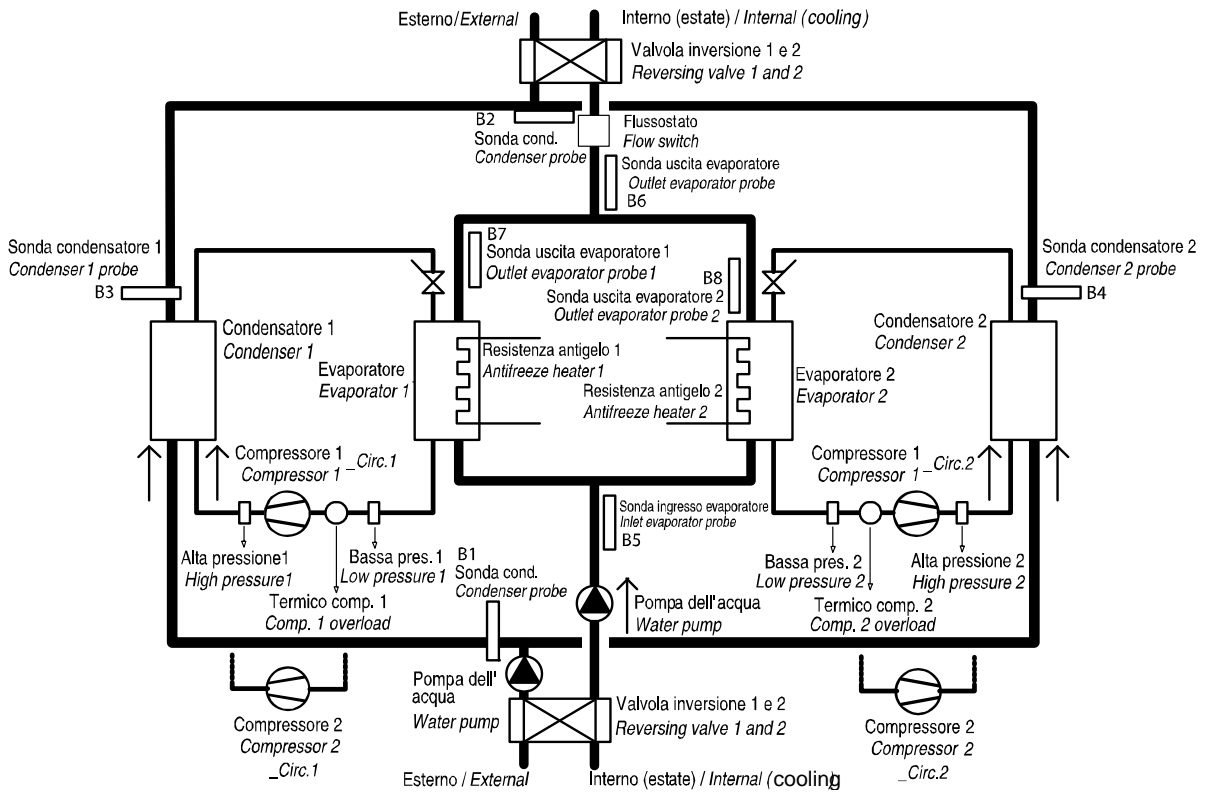 Esterno/External
Interno (estate) / Internal (cooling)
Valvola inversione 1 e 2
Reversing valve 1 and 2
B2
Sonda cond.
Condenser probe
Flussostato
Flow switch
Sonda uscita evaporatore
Outlet evaporator probe
B6
Sonda condensatore 1
Condenser 1 probe
B3
B7
Sonda uscita evaporatore 1
Outlet evaporator probe 1
B8
Sonda uscita evaporatore 2
Outlet evaporator probe 2
Sonda condensatore 2
Condenser 2 probe
B4
Condensatore 1
Condenser 1
Evaporatore
Evaporator 1
Resistenza antigelo 1
Antifreeze heater 1
Resistenza antigelo 2
Antifreeze heater 2
Condensatore 2
Condenser 2
Evaporatore 2
Evaporator 2
Compressore 1
Compressor 1 _Circ.1
Compressore 1
Compressor 1 _Circ.2
Sonda ingresso evaporatore
Inlet evaporator probe
B5
Alta pressione1
High pressure1
Bassa pres.1
Low pressure 1
Termico comp. 1
Comp. 1 overload
B1
Sonda cond.
Condenser probe
Bassa pres. 2
Low pressure 2
Alta pressione 2
High pressure 2
Termico comp. 2
Comp. 2 overload
Pompa dell'acqua
Water pump
Pompa dell'
acqua
Water pump
Valvola inversione 1 e 2
Reversing valve 1 and 2
Compressore 2
Compressor 2
_Circ.1
Compressore 2
Compressor 2
_Circ.2
Esterno / External
Interno (estate) / Internal (cooling)